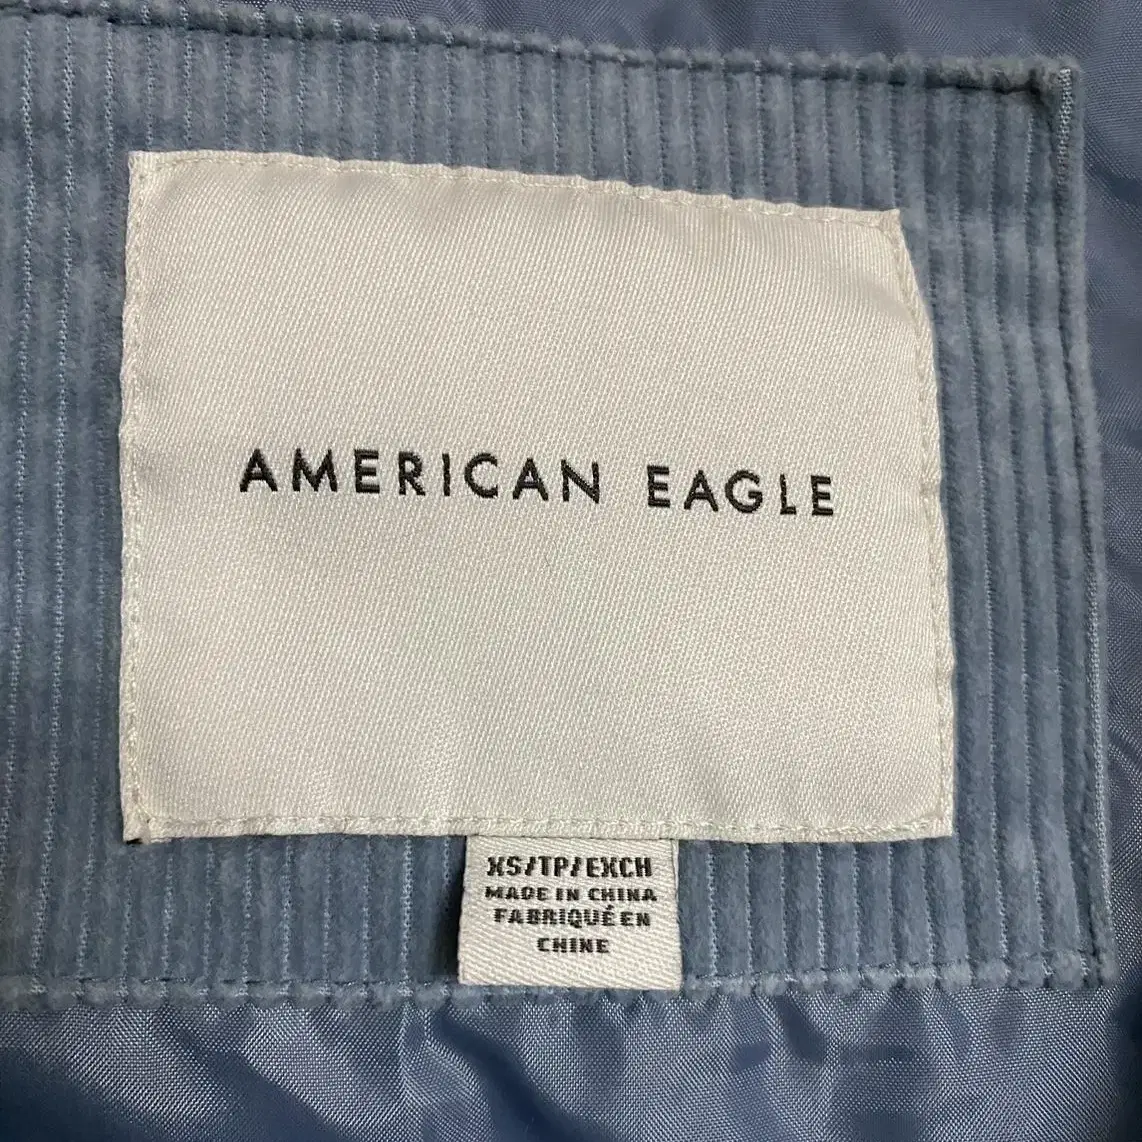 AMERICAN EAGLE
XS/TP/EXCH
MADE IN CHINA
FABRIQUÉ EN
CHINE